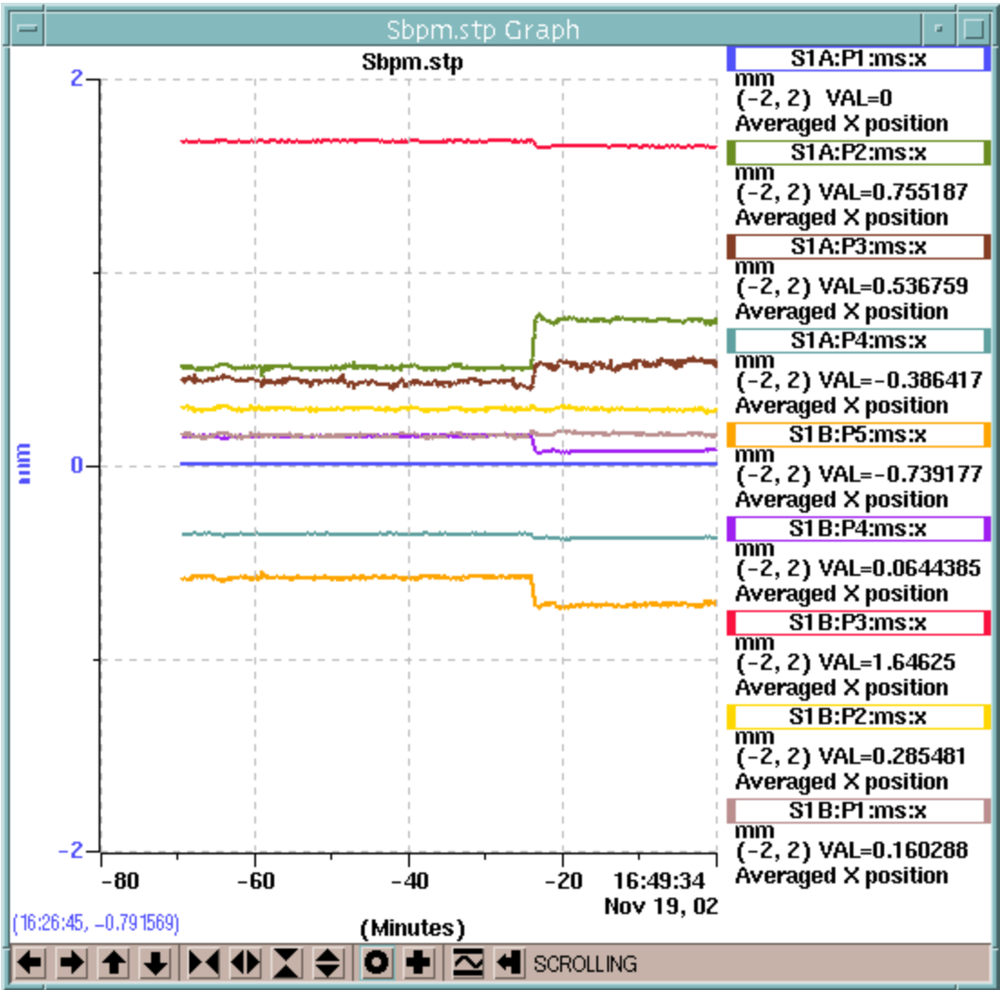 Sbpm.stp Graph
Sbpm.stp
2
0
-2
mm
-80
-60
-40
-20
16:49:34
Nov 19, 02
(Minutes)
(16:26:45, -0.791569)
S1A:P1:ms:x
mm
(-2, 2) VAL=0
Averaged X position
S1A:P2:ms:x
mm
(-2, 2) VAL=0.755187
Averaged X position
S1A:P3:ms:x
mm
(-2, 2) VAL=0.536759
Averaged X position
S1A:P4:ms:x
mm
(-2, 2) VAL=-0.386417
Averaged X position
S1B:P5:ms:x
mm
(-2, 2) VAL=-0.739177
Averaged X position
S1B:P4:ms:x
mm
(-2, 2) VAL=0.0644385
Averaged X position
S1B:P3:ms:x
mm
(-2, 2) VAL=1.64625
Averaged X position
S1B:P2:ms:x
mm
(-2, 2) VAL=0.285481
Averaged X position
S1B:P1:ms:x
mm
(-2, 2) VAL=0.160288
Averaged X position
SCROLLING